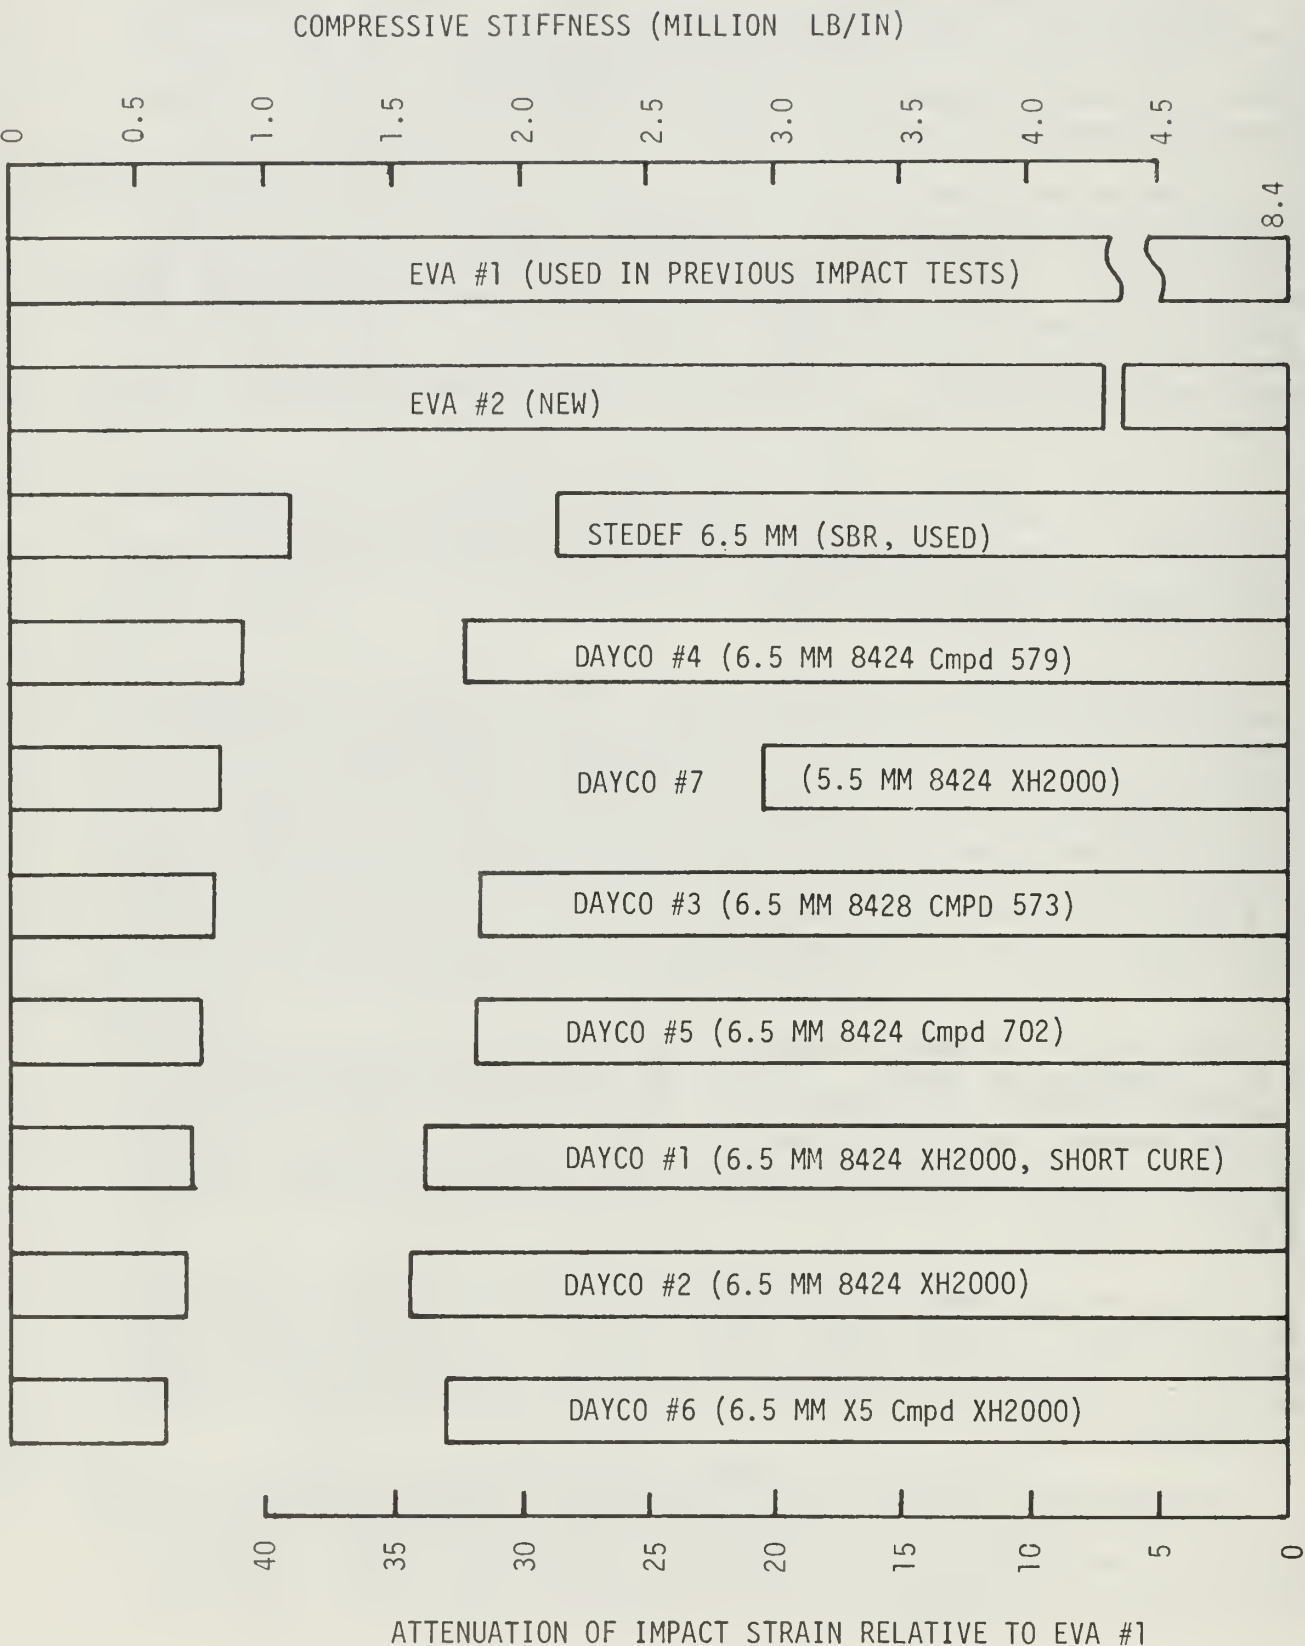 COMPRESSIVE STIFFNESS (MILLION LB/IN)
0 0.5 1.0 1.5 2.0 2.5 3.0 3.5 4.0 4.5
8.4
EVA #1 (USED IN PREVIOUS IMPACT TESTS)
EVA #2 (NEW)
STEDEF 6.5 MM (SBR, USED)
DAYCO #4 (6.5 MM 8424 Cmpd 579)
DAYCO #7 (5.5 MM 8424 XH2000)
DAYCO #3 (6.5 MM 8428 CMPD 573)
DAYCO #5 (6.5 MM 8424 Cmpd 702)
DAYCO #1 (6.5 MM 8424 XH2000, SHORT CURE)
DAYCO #2 (6.5 MM 8424 XH2000)
DAYCO #6 (6.5 MM X5 Cmpd XH2000)
40 35 30 25 20 15 10 5 0
ATTENUATION OF IMPACT STRAIN RELATIVE TO EVA #1